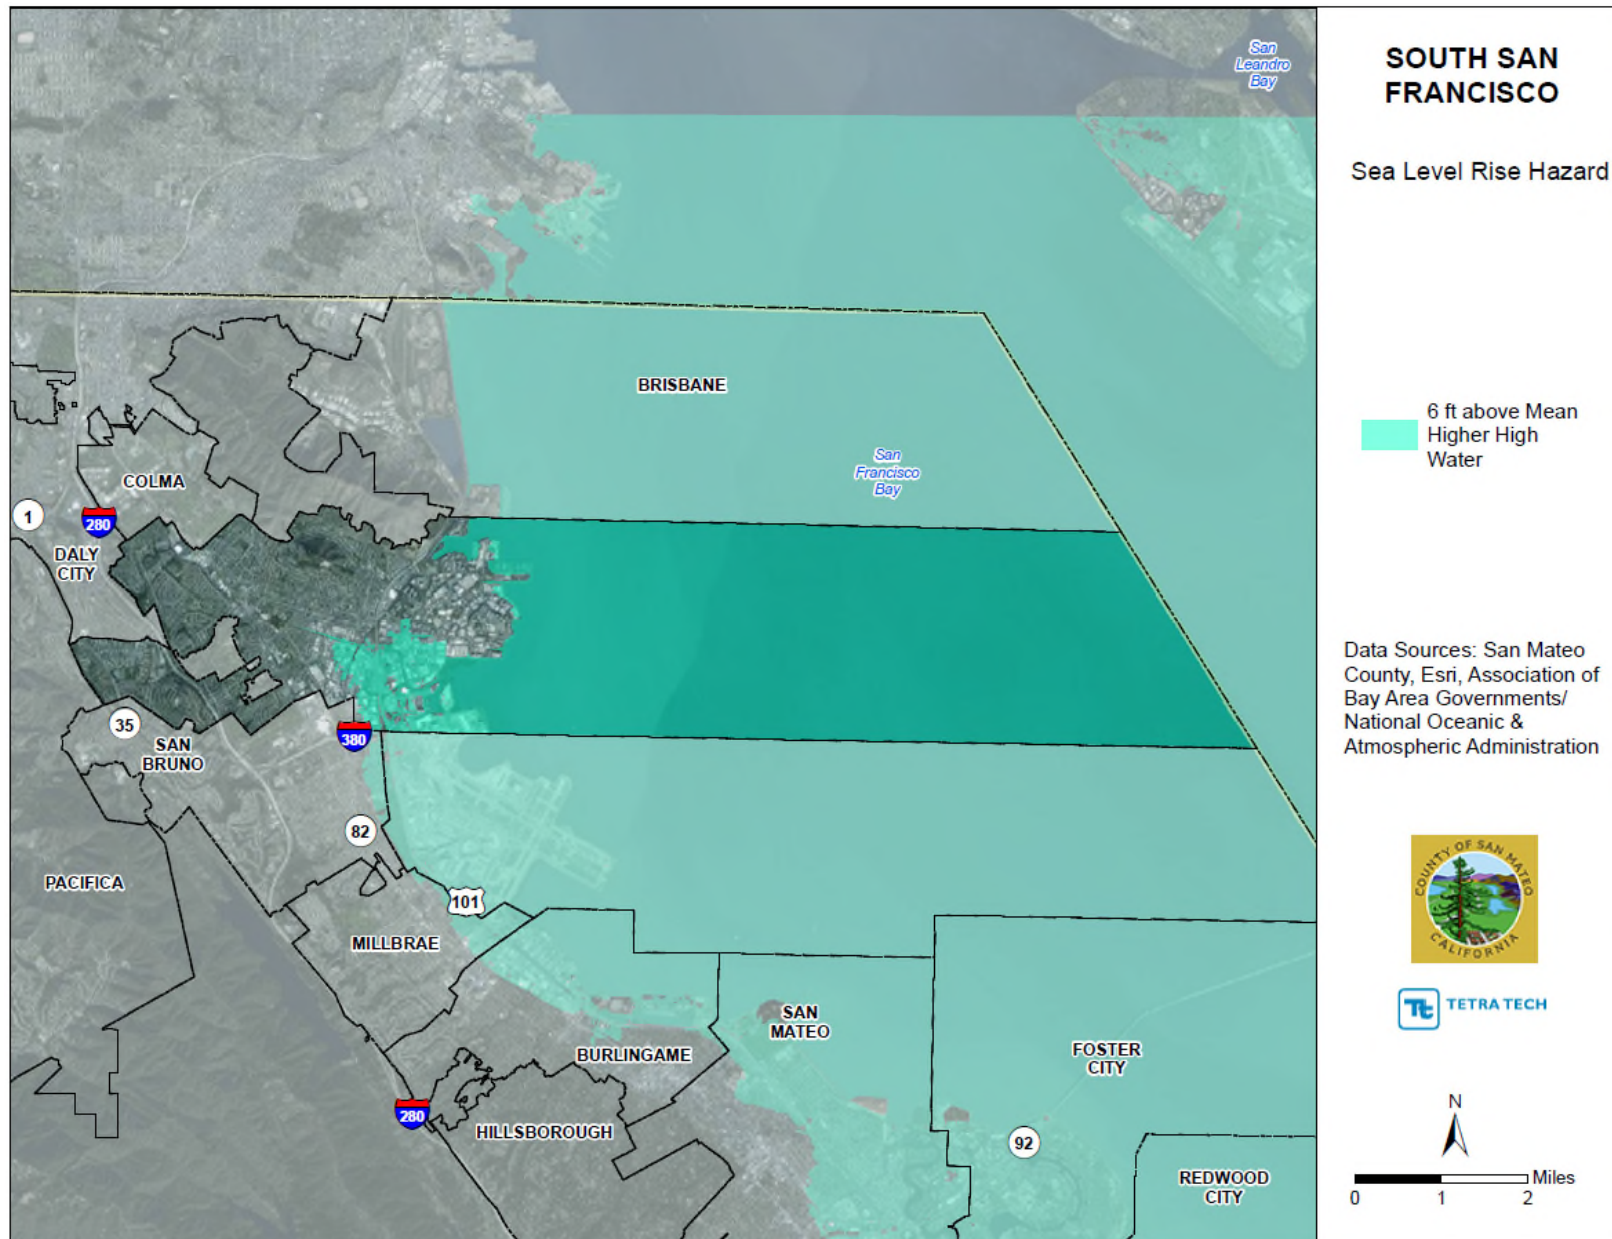 San
Leandro
Bay
BRISBANE
San
Francisco
Bay
COLMA
1
280
DALY
CITY
35
SAN
BRUNO
380
82
PACIFICA
101
MILLBRAE
SAN
MATEO
BURLINGAME
FOSTER
CITY
280
HILLSBOROUGH
92
REDWOOD
CITY
SOUTH SAN
FRANCISCO
Sea Level Rise Hazard
6 ft above Mean
Higher High
Water
Data Sources: San Mateo
County, Esri, Association of
Bay Area Governments/
National Oceanic &
Atmospheric Administration
COUNTY OF SAN MATEO
CALIFORNIA
Tt TETRA TECH
N
Miles
0 1 2